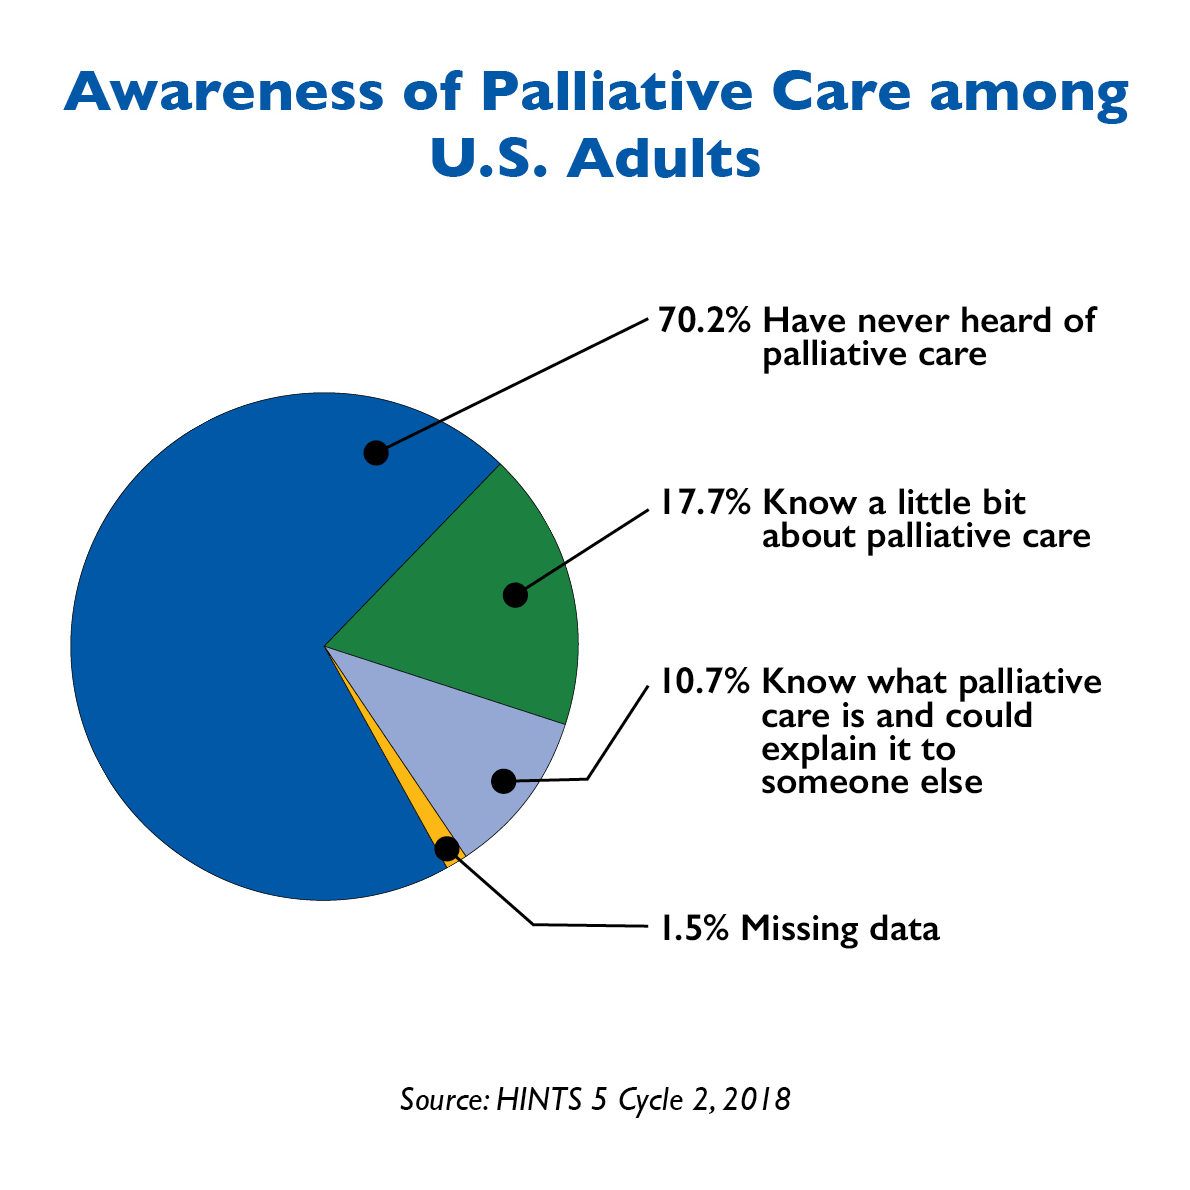 Awareness of Palliative Care among
U.S. Adults
70.2% Have never heard of
palliative care
17.7% Know a little bit
about palliative care
10.7% Know what palliative
care is and could
explain it to
someone else
1.5% Missing data
Source: HINTS 5 Cycle 2, 2018